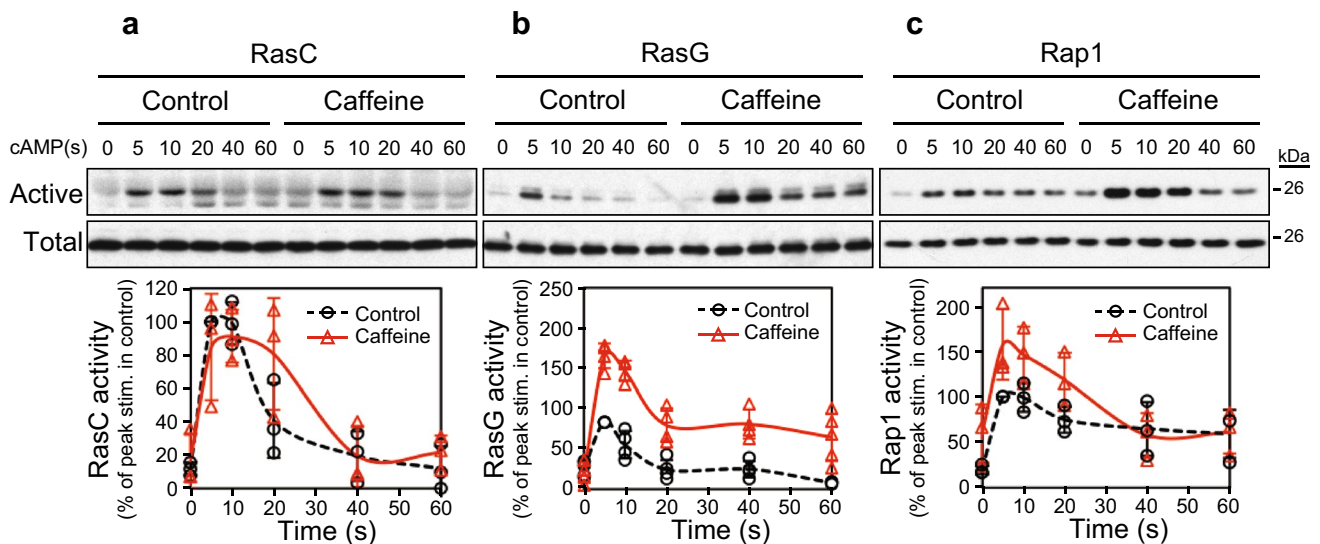 a b c
RasC RasG Rap1
Control Caffeine Control Caffeine Control Caffeine
cAMP(s) 0 5 10 20 40 60 0 5 10 20 40 60 0 5 10 20 40 60 0 5 10 20 40 60 0 5 10 20 40 60 0 5 10 20 40 60 kDa
Active 26
Total 26
RasC activity
(% of peak stim. in control)
120
100
80
60
40
20
0
Control
Caffeine
0 10 20 30 40 50 60
Time (s)
RasG activity
(% of peak stim. in control)
250
200
150
100
50
0
Control
Caffeine
0 10 20 30 40 50 60
Time (s)
Rap1 activity
(% of peak stim. in control)
200
150
100
50
0
Control
Caffeine
0 10 20 30 40 50 60
Time (s)